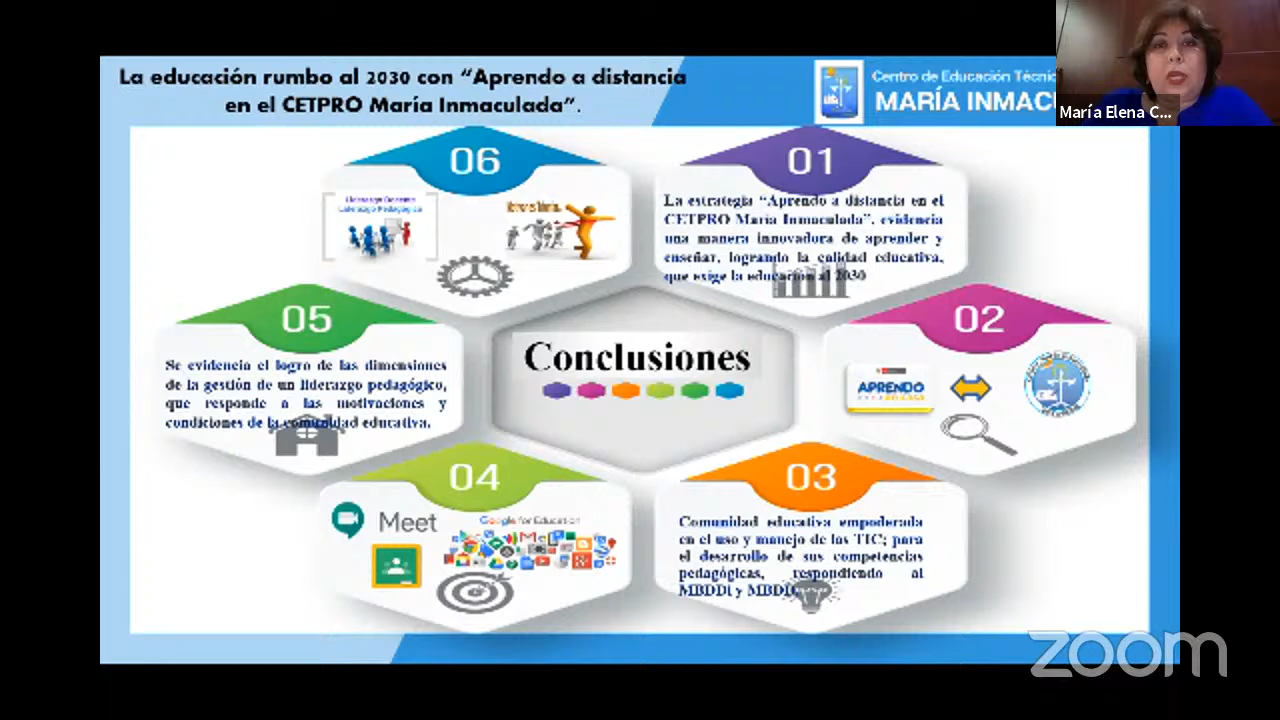 La educación rumbo al 2030 con “Aprendo a distancia
en el CETPRO María Inmaculada”.
Centro de Educación Técnic
MARÍA INMAC
María Elena C...
06
Liderazgo Docente
Liderazgo Pedagógico
01
La estrategia “Aprendo a distancia en el
CETPRO María Inmaculada”, evidencia
una manera innovadora de aprender y
enseñar, logrando la calidad educativa,
que exige la educación al 2030
05
Se evidencia el logro de las dimensiones
de la gestión de un liderazgo pedagógico,
que responde a las motivaciones y
condiciones de la comunidad educativa.
Conclusiones
02
APRENDO
04
Meet
Google for Education
03
Comunidad educativa empoderada
en el uso y manejo de las TIC; para
el desarrollo de sus competencias
pedagógicas, respondiendo al
MBDDi y
zoom